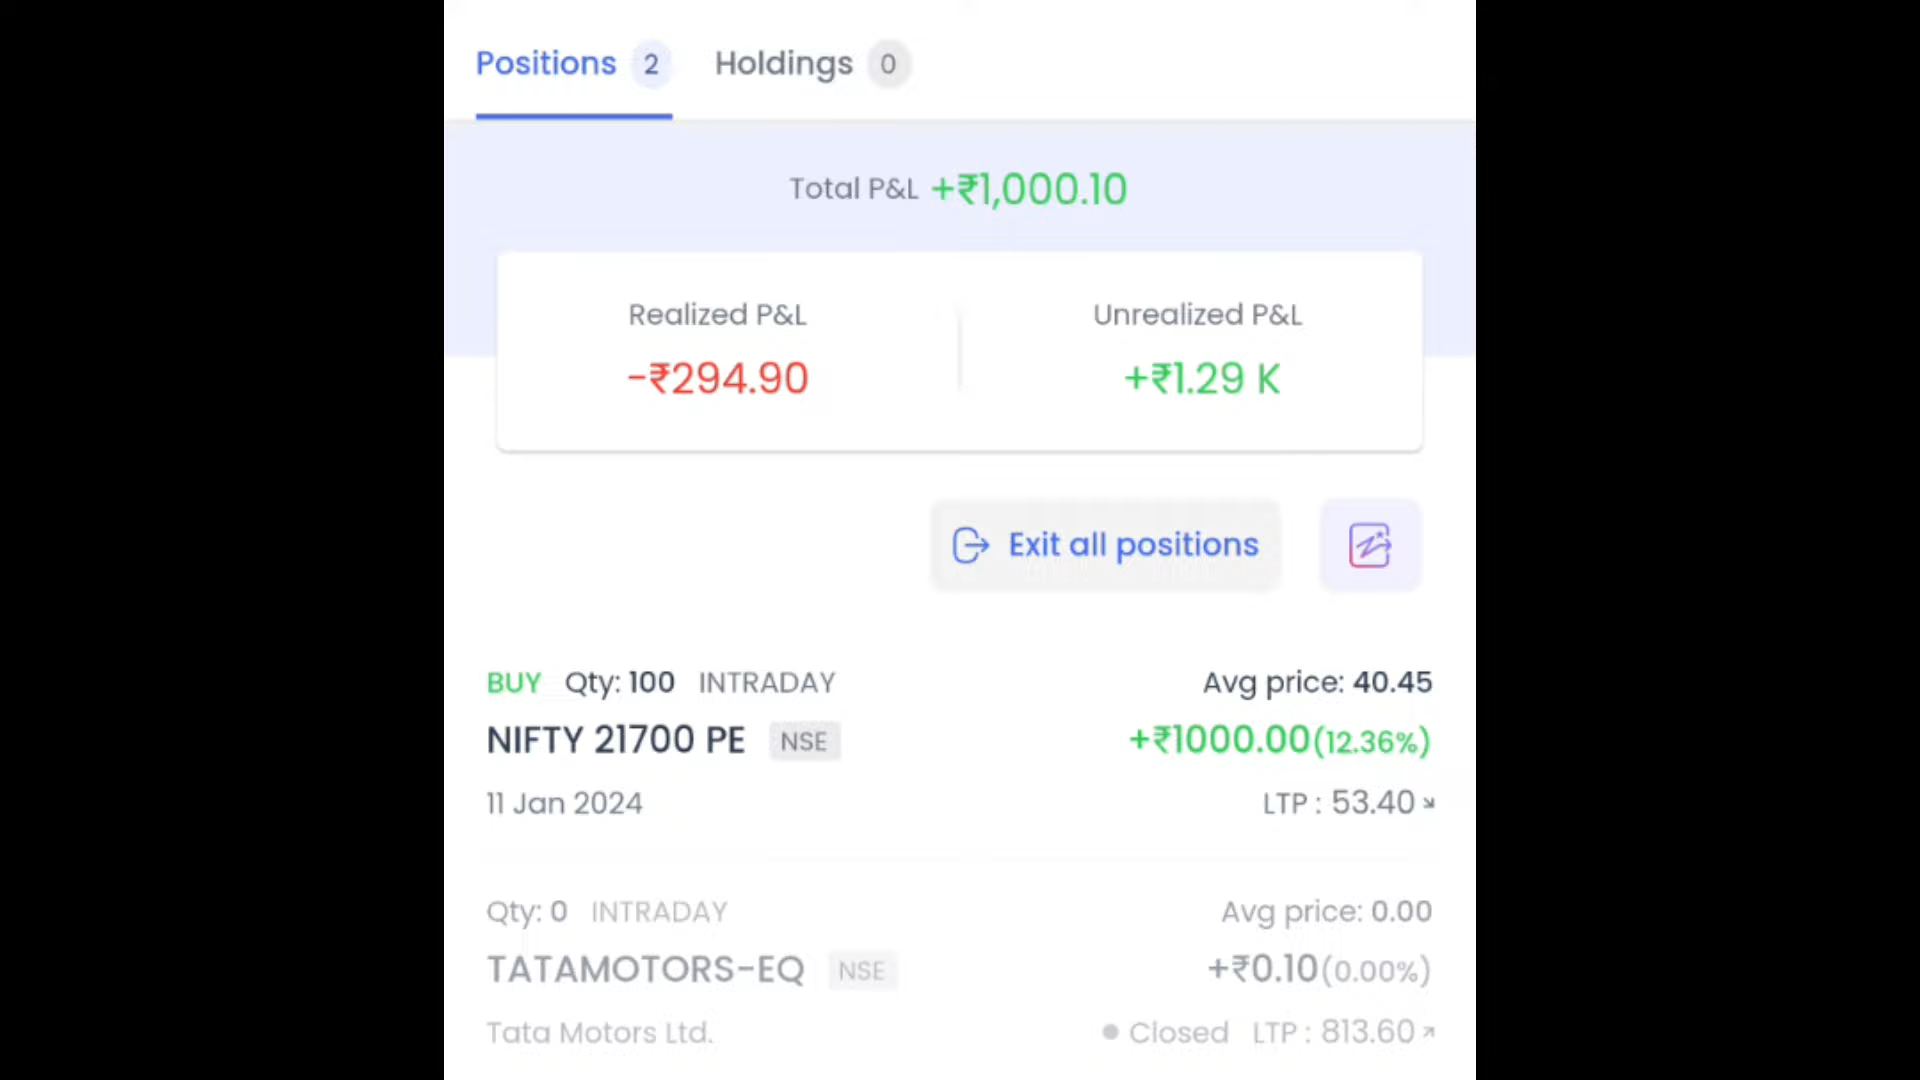 Positions 2 Holdings 0
Total P&L +₹1,000.10
Realized P&L Unrealized P&L
-₹294.90 +₹1.29 K
Exit all positions
BUY Qty: 100 INTRADAY Avg price: 40.45
NIFTY 21700 PE NSE +₹1000.00(12.36%)
11 Jan 2024 LTP : 53.40
Qty: 0 INTRADAY Avg price: 0.00
TATAMOTORS-EQ NSE +₹0.10(0.00%)
Tata Motors Ltd. Closed LTP : 813.60